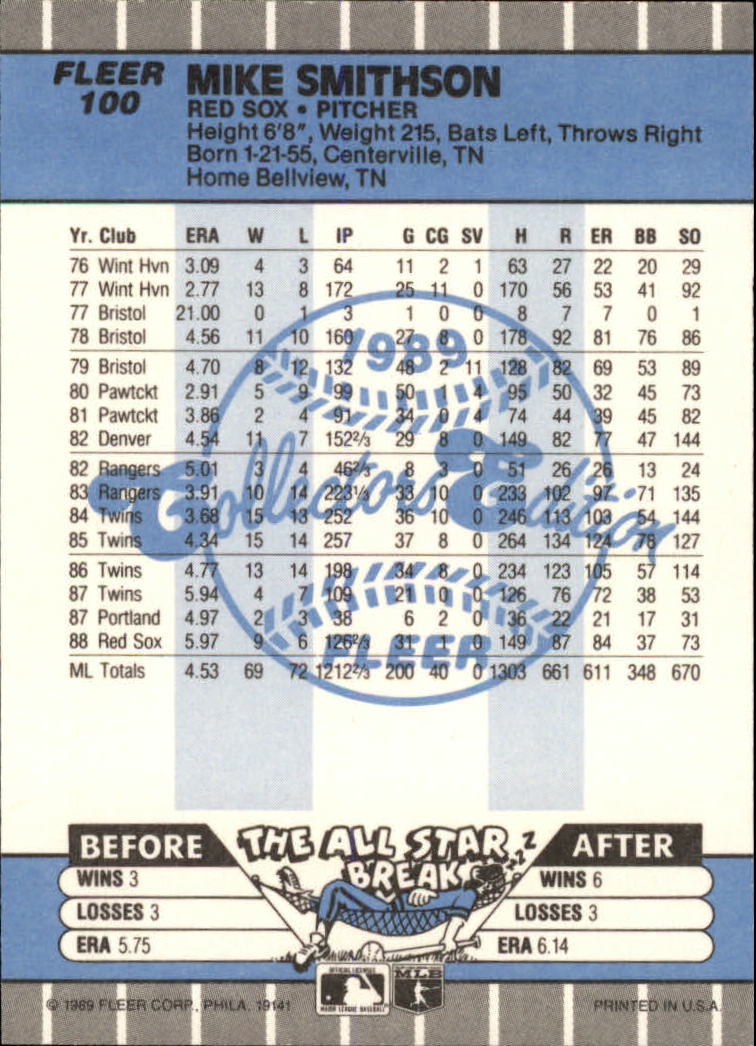 FLEER
100
MIKE SMITHSON
RED SOX • PITCHER
Height 6'8", Weight 215, Bats Left, Throws Right
Born 1-21-55, Centerville, TN
Home Bellview, TN
Yr. Club ERA W L IP G CG SV H R ER BB SO
76 Wint Hvn 3.09 4 3 64 11 2 1 63 27 22 20 29
77 Wint Hvn 2.77 13 8 172 25 11 0 170 56 53 41 92
77 Bristol 21.00 0 1 3 1 0 0 8 7 7 0 1
78 Bristol 4.56 11 10 160 27 8 0 178 92 81 76 86
79 Bristol 4.70 8 12 132 48 2 11 128 82 69 53 89
80 Pawtckt 2.91 5 9 99 50 1 4 95 50 32 45 73
81 Pawtckt 3.86 2 4 91 34 0 4 74 44 39 45 82
82 Denver 4.54 11 7 152⅔ 29 8 0 149 82 77 47 144
82 Rangers 5.01 3 4 46⅔ 8 3 0 51 26 26 13 24
83 Rangers 3.91 10 14 223⅓ 33 10 0 233 102 97 71 135
84 Twins 3.68 15 13 252 36 10 0 246 113 103 54 144
85 Twins 4.34 15 14 257 37 8 0 264 134 124 78 127
86 Twins 4.77 13 14 198 34 8 0 234 123 105 57 114
87 Twins 5.94 4 7 109 21 0 0 126 76 72 38 53
87 Portland 4.97 2 3 38 6 2 0 36 22 21 17 31
88 Red Sox 5.97 9 6 126⅔ 31 1 0 149 87 84 37 73
ML Totals 4.53 69 72 1212⅔ 200 40 0 1303 661 611 348 670
1989
Collectors' Edition
FLEER
BEFORE THE ALL STAR BREAK AFTER
Z Z Z
WINS 3 WINS 6
LOSSES 3 LOSSES 3
ERA 5.75 ERA 6.14
OFFICIAL LICENSEE
MAJOR LEAGUE BASEBALL
MLB
© 1989 FLEER CORP., PHILA. 19141 PRINTED IN U.S.A.